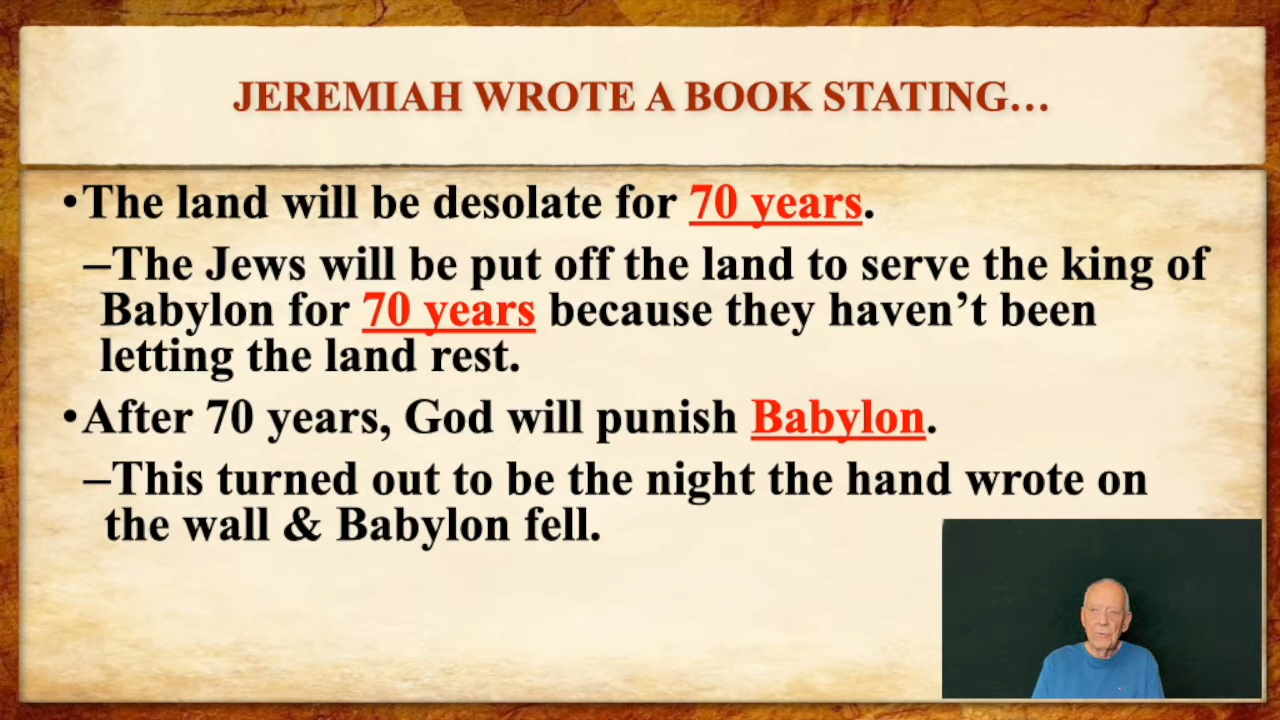 JEREMIAH WROTE A BOOK STATING…
•The land will be desolate for 70 years.
–The Jews will be put off the land to serve the king of
Babylon for 70 years because they haven’t been
letting the land rest.
•After 70 years, God will punish Babylon.
–This turned out to be the night the hand wrote on
the wall & Babylon fell.